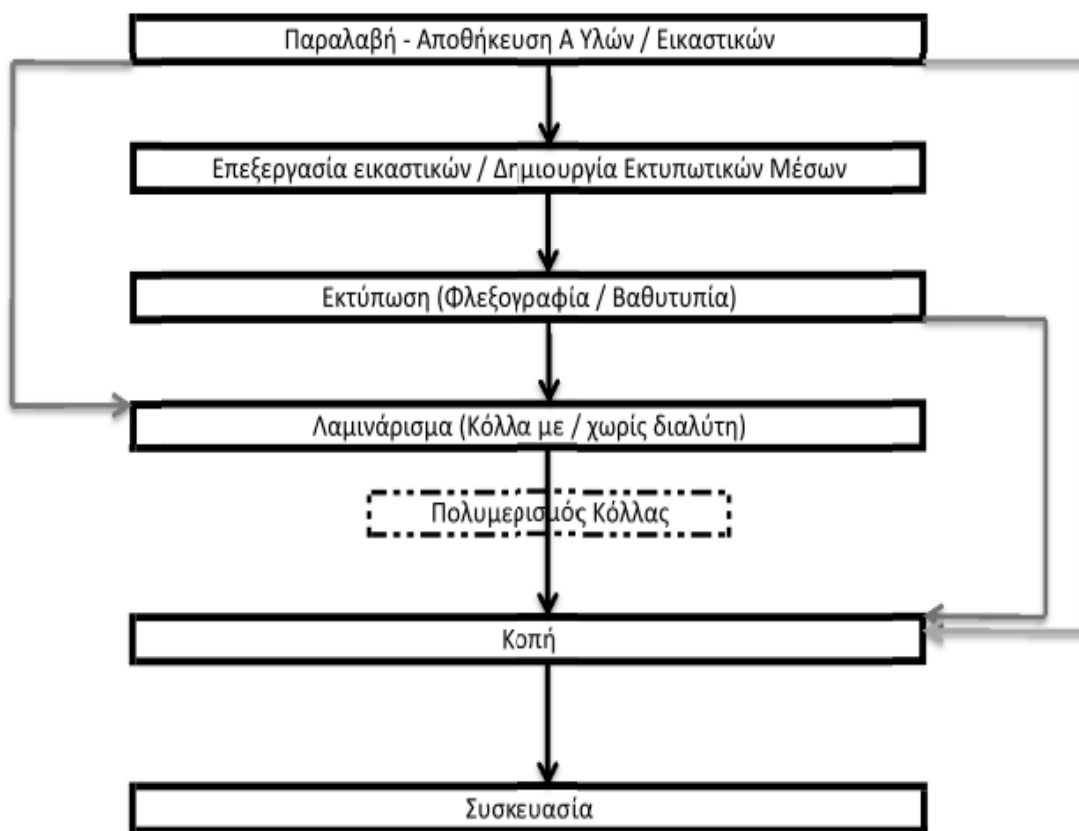 Παραλαβή - Αποθήκευση Α Υλών / Εικαστικών
Επεξεργασία εικαστικών / Δημιουργία Εκτυπωτικών Μέσων
Εκτύπωση (Φλεξογραφία / Βαθυτυπία)
Λαμινάρισμα (Κόλλα με / χωρίς διαλύτη)
Πολυμερισμός Κόλλας
Κοπή
Συσκευασία